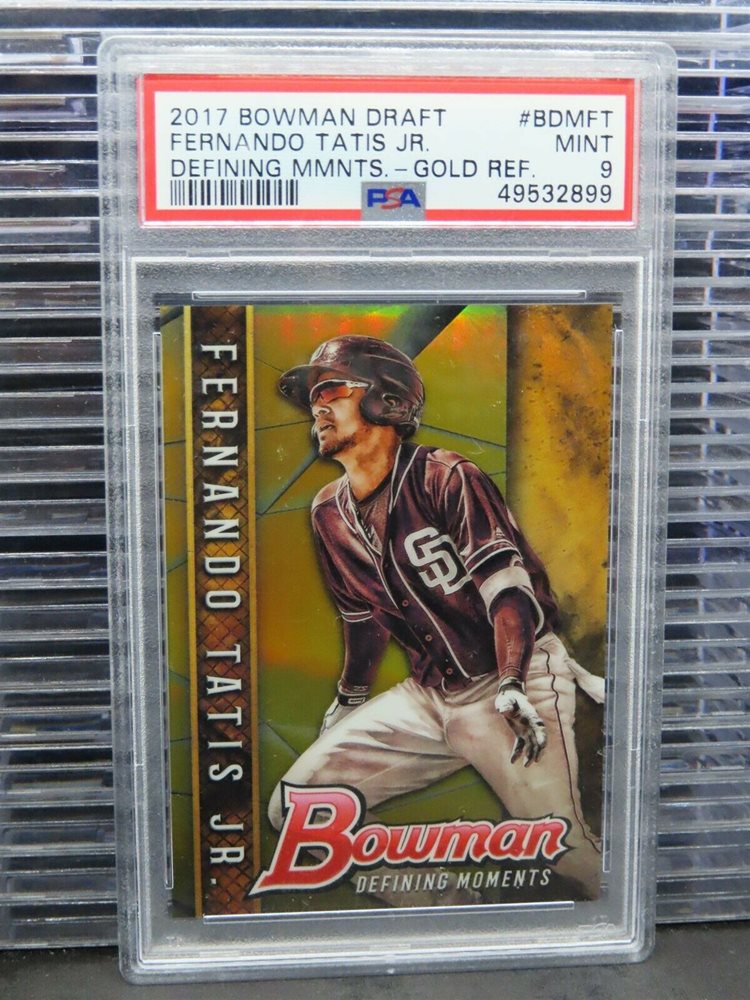 2017 BOWMAN DRAFT #BDMFT
FERNANDO TATIS JR. MINT
DEFINING MMNTS.-GOLD REF. 9
PSA 49532899
FERNANDO TATIS JR.
SD
Bowman
DEFINING MOMENTS